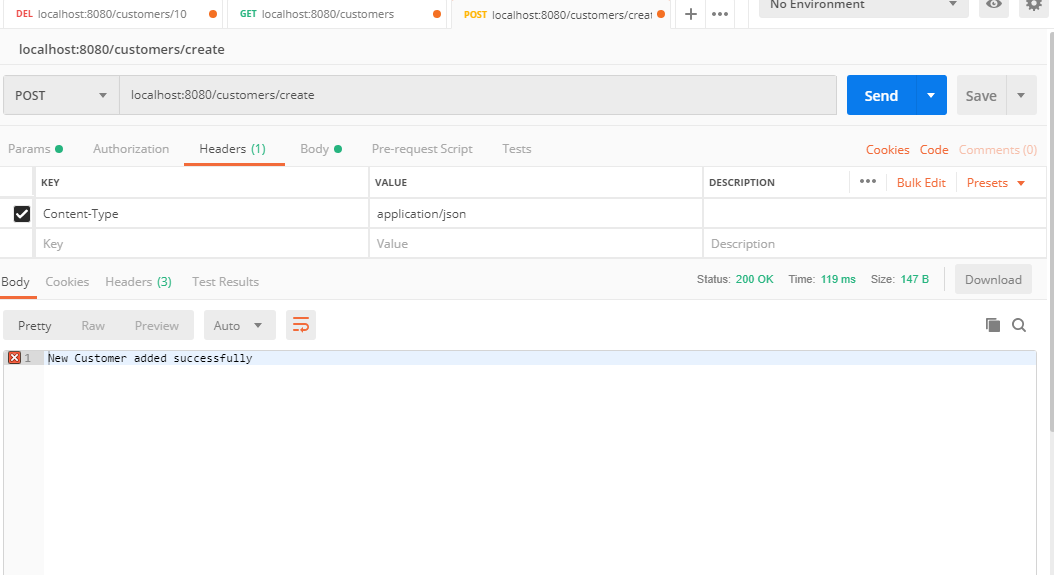 DEL localhost:8080/customers/10 GET localhost:8080/customers POST localhost:8080/customers/creat No Environment
localhost:8080/customers/create
POST localhost:8080/customers/create Send Save
Params Authorization Headers (1) Body Pre-request Script Tests Cookies Code Comments (0)
KEY VALUE DESCRIPTION ••• Bulk Edit Presets
Content-Type application/json
Key Value Description
Body Cookies Headers (3) Test Results Status: 200 OK Time: 119 ms Size: 147 B Download
Pretty Raw Preview Auto
1 New Customer added successfully